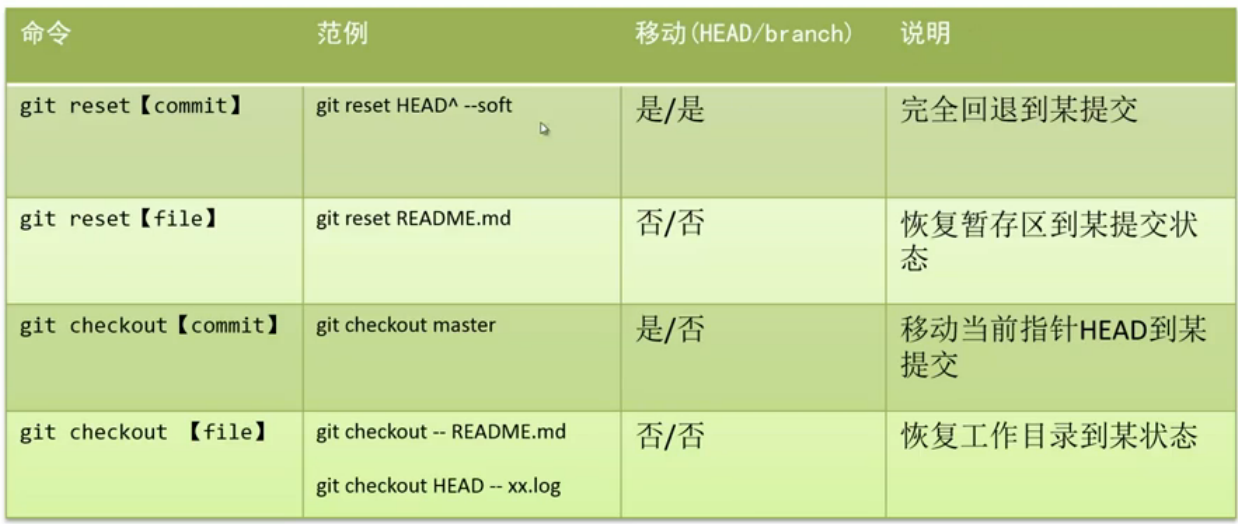 命令 范例 移动(HEAD/branch) 说明
git reset【commit】 git reset HEAD^ --soft 是/是 完全回退到某提交
git reset【file】 git reset README.md 否/否 恢复暂存区到某提交状
态
git checkout【commit】 git checkout master 是/否 移动当前指针HEAD到某
提交
git checkout 【file】 git checkout -- README.md 否/否 恢复工作目录到某状态
git checkout HEAD -- xx.log